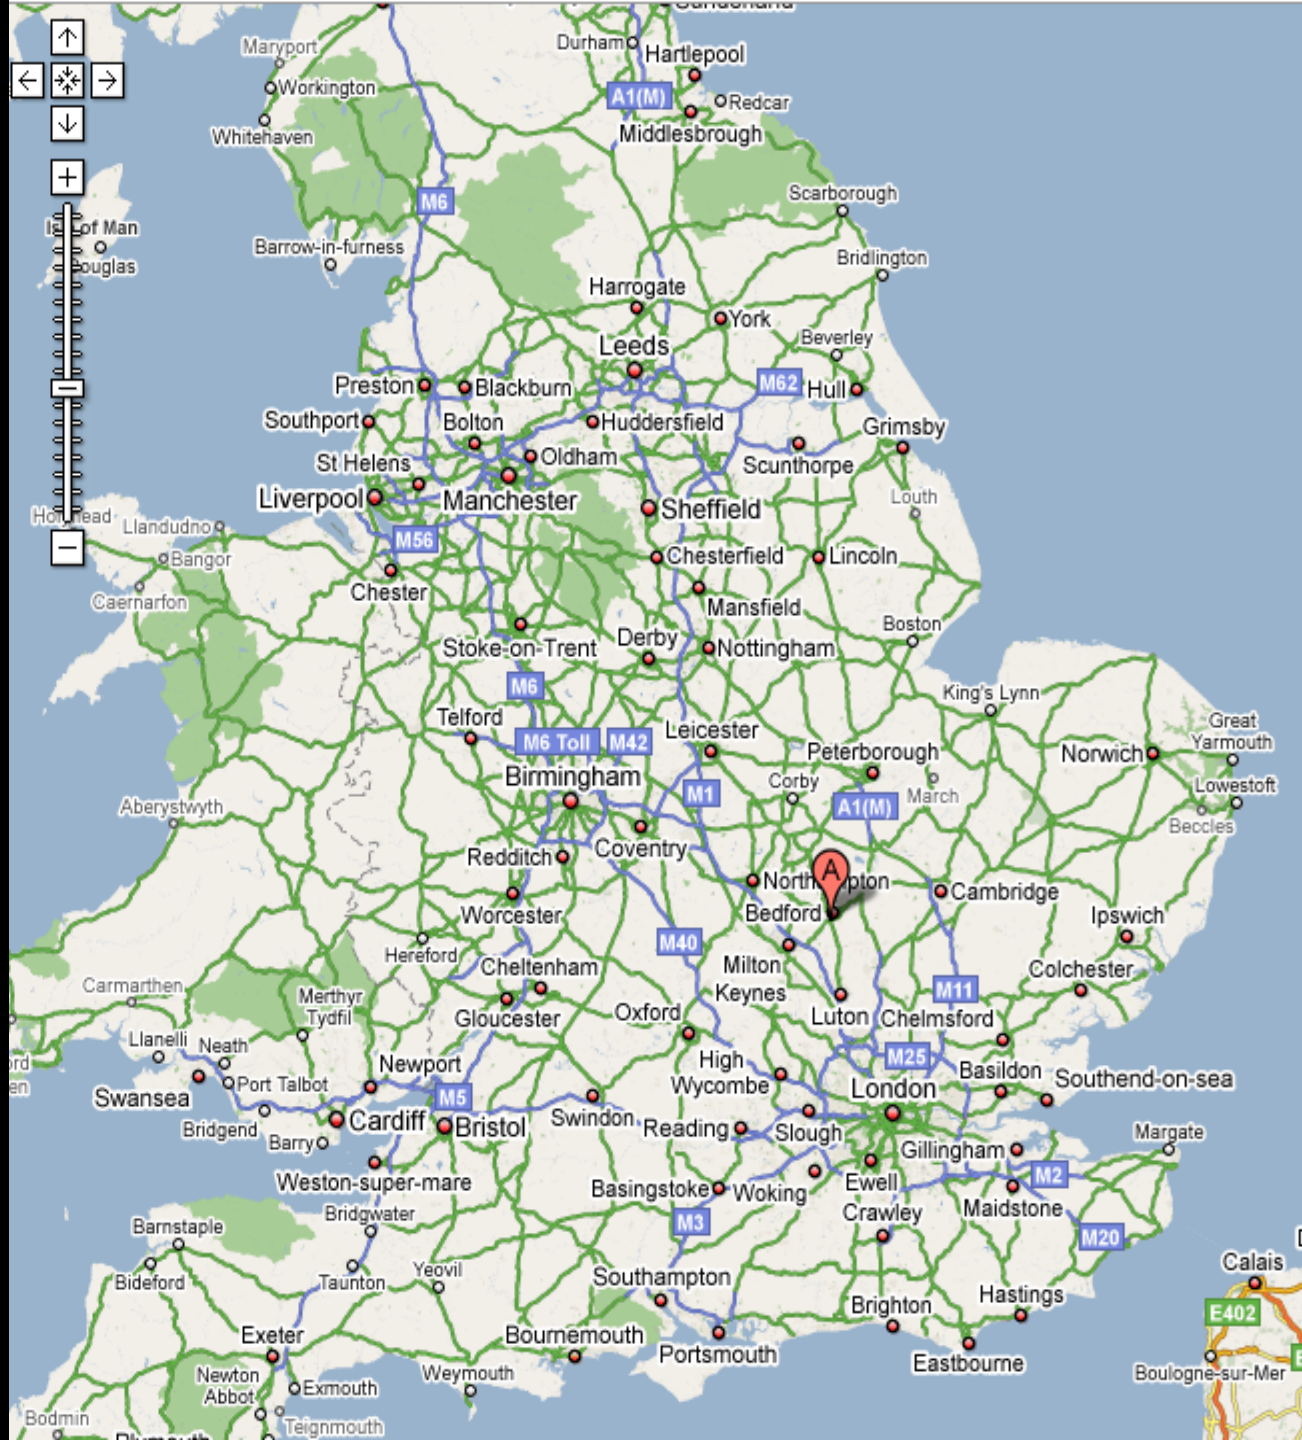 Sunderland
Durham
Hartlepool
Maryport
Workington
A1(M)
Redcar
Whitehaven
Middlesbrough
M6
Scarborough
Isle of Man
Douglas
Barrow-in-furness
Bridlington
Harrogate
York
Leeds
Beverley
M62
Hull
Preston
Blackburn
Southport
Bolton
Huddersfield
Grimsby
St Helens
Oldham
Scunthorpe
Liverpool
Manchester
Sheffield
Louth
Holyhead
Llandudno
M56
Bangor
Chesterfield
Lincoln
Chester
Caernarfon
Mansfield
Boston
Stoke-on-Trent
Derby
Nottingham
M6
King's Lynn
Telford
M6 Toll
M42
Leicester
Peterborough
Norwich
Great
Yarmouth
Birmingham
M1
Corby
A1(M)
March
Lowestoft
Aberystwyth
Beccles
Redditch
Coventry
A
Northampton
Cambridge
Worcester
Bedford
Ipswich
Hereford
M40
Cheltenham
Milton
Keynes
Colchester
Carmarthen
Merthyr
Tydfil
M11
Gloucester
Oxford
Luton
Chelmsford
Llanelli
Neath
Newport
High
Wycombe
M25
Basildon
Southend-on-sea
ord
en
Port Talbot
Swansea
M5
London
Bridgend
Cardiff
Bristol
Swindon
Reading
Slough
Barry
Gillingham
Margate
Weston-super-mare
Basingstoke
Woking
Ewell
M2
Maidstone
Bridgwater
M3
Crawley
M20
Barnstaple
Bideford
Taunton
Yeovil
Southampton
Calais
Hastings
Brighton
E402
Exeter
Bournemouth
Portsmouth
Eastbourne
Newton
Abbot
Exmouth
Weymouth
Boulogne-sur-Mer
Bodmin
Teignmouth
Plymouth